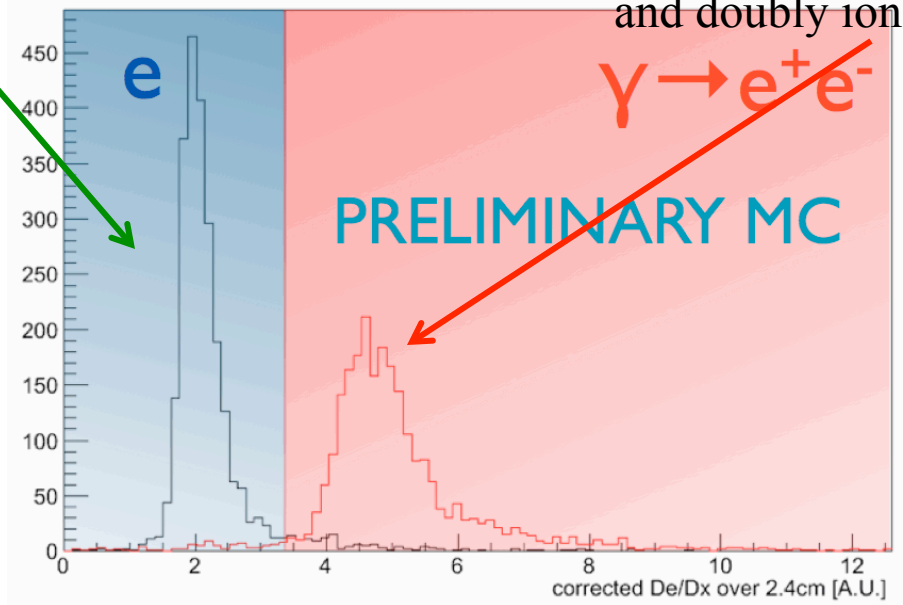 and doubly ion
e
γ → e⁺e⁻
PRELIMINARY MC
450
400
350
300
250
200
150
100
50
0
0 2 4 6 8 10 12
corrected De/Dx over 2.4cm [A.U.]